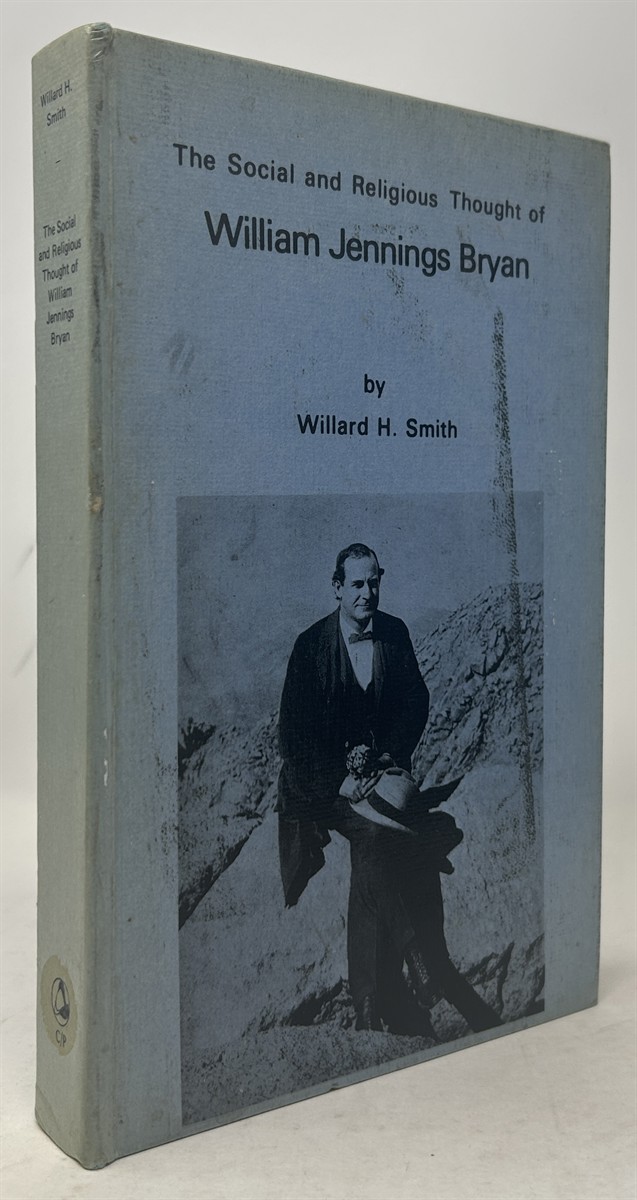 Willard H.
Smith
–
The Social
and Religious
Thought of
William
Jennings
Bryan
C/P
The Social and Religious Thought of
William Jennings Bryan
by
Willard H. Smith